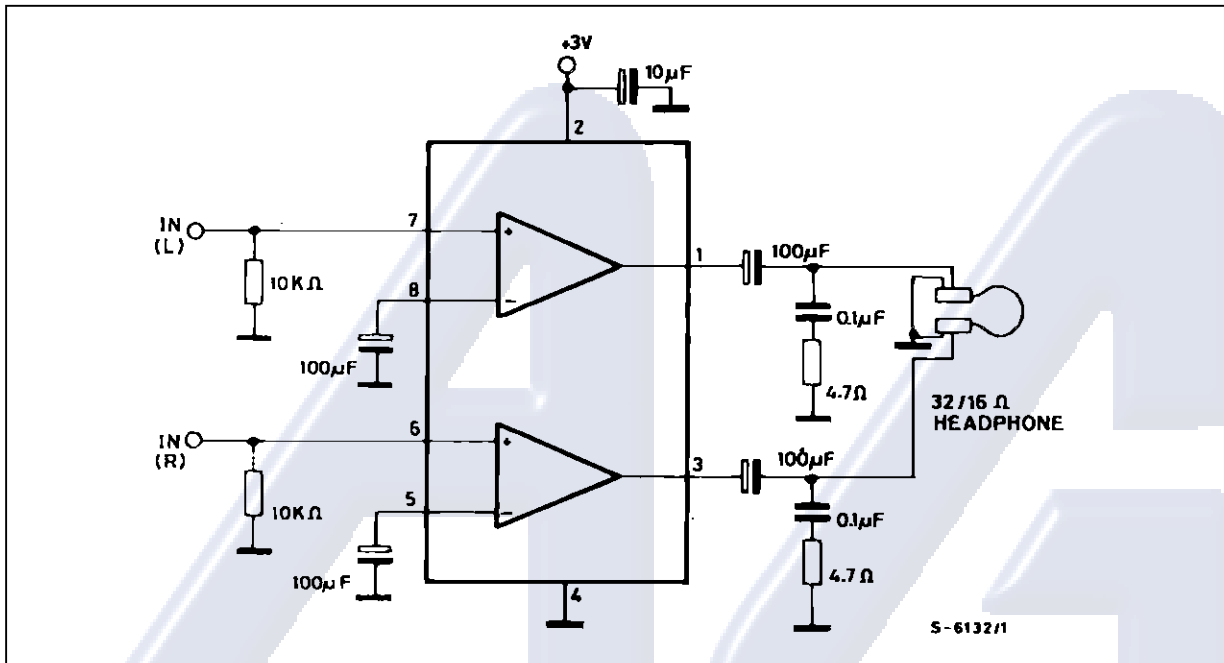 +3V
10µF
2
IN
(L)
7
10KΩ
8
100µF
1
100µF
0.1µF
4.7Ω
32/16 Ω
HEADPHONE
IN
(R)
6
10KΩ
5
100µF
3
100µF
0.1µF
4.7Ω
4
S-6132/1
+
−
+
−